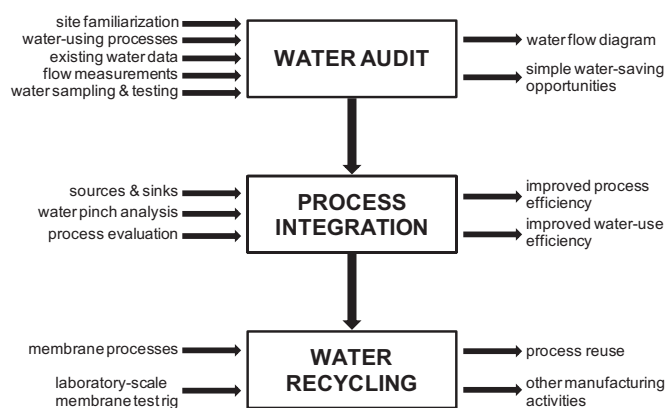 site familiarization
water-using processes
existing water data
flow measurements
water sampling & testing
WATER AUDIT
water flow diagram
simple water-saving
opportunities
sources & sinks
water pinch analysis
process evaluation
PROCESS
INTEGRATION
improved process
efficiency
improved water-use
efficiency
membrane processes
laboratory-scale
membrane test rig
WATER
RECYCLING
process reuse
other manufacturing
activities